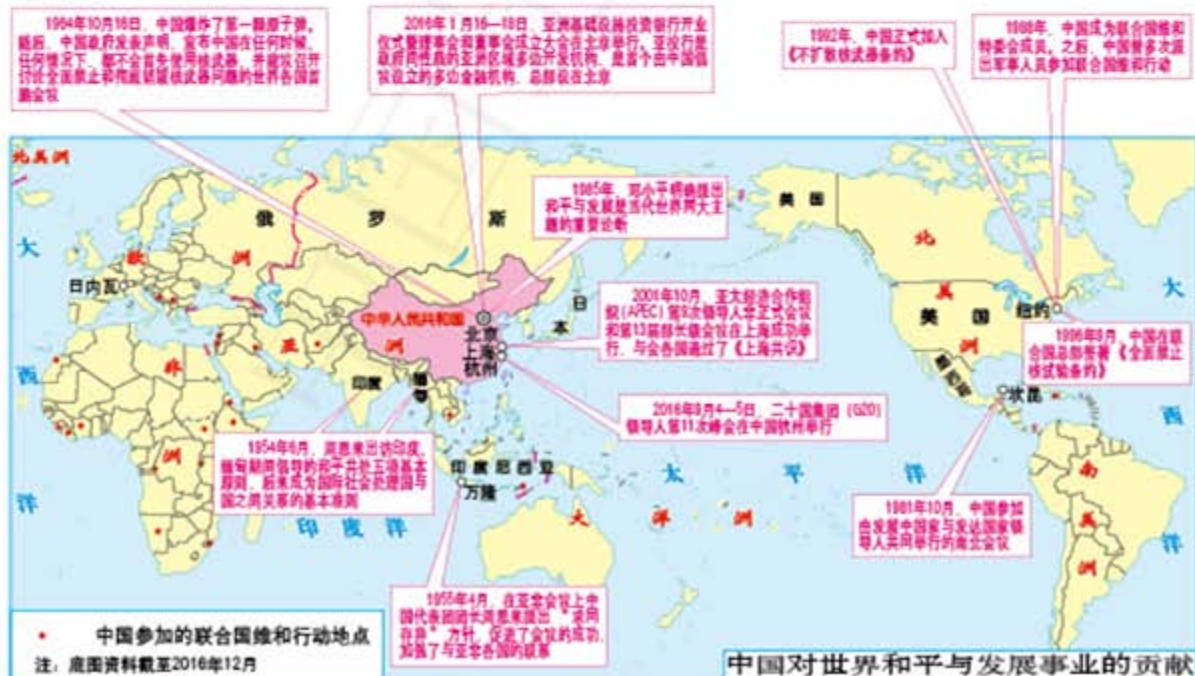 1964年10月16日，中国爆炸了第一颗原子弹。
随后，中国政府发表声明，宣布中国在任何时候、
任何情况下，都不会首先使用核武器，并建议召开
讨论全面禁止和彻底销毁核武器问题的世界各国首
脑会议
2016年1月16—18日，亚洲基础设施投资银行开业
仪式暨理事会和董事会成立大会在北京举行。亚投行是
政府间性质的亚洲区域多边开发机构，是首个由中国倡
议设立的多边金融机构，总部设在北京
1992年，中国正式加入
《不扩散核武器条约》
1988年，中国成为联合国维和
特委会成员。之后，中国曾多次派
出军事人员参加联合国维和行动
北美洲
1985年，邓小平明确提出
和平与发展是当代世界两大主
题的重要论断
俄罗斯
美国
大西洋
欧洲
日内瓦
北美洲
中华人民共和国
北京
上海
杭州
日本
亚洲
2001年10月，亚太经济合作组
织(APEC)第9次领导人非正式会议
和第13届部长级会议在上海成功举
行，与会各国通过了《上海共识》
美国
纽约
大西洋
1996年9月，中国在联
合国总部签署《全面禁止
核试验条约》
非洲
印度
缅甸
墨西哥
坎昆
2016年9月4—5日，二十国集团（G20）
领导人第11次峰会在中国杭州举行
1954年6月，周恩来出访印度、
缅甸期间倡导的和平共处五项基本
原则，后来成为国际社会处理国与
国之间关系的基本准则
印度尼西亚
万隆
太平洋
南美洲
印度洋
大洋洲
1981年10月，中国参加
由发展中国家与发达国家领
导人共同举行的南北会议
1955年4月，在亚非会议上中
国代表团团长周恩来提出“求同
存异”方针，促进了会议的成功，
加强了与亚非各国的联系
中国参加的联合国维和行动地点
注：底图资料截至2016年12月
中国对世界和平与发展事业的贡献